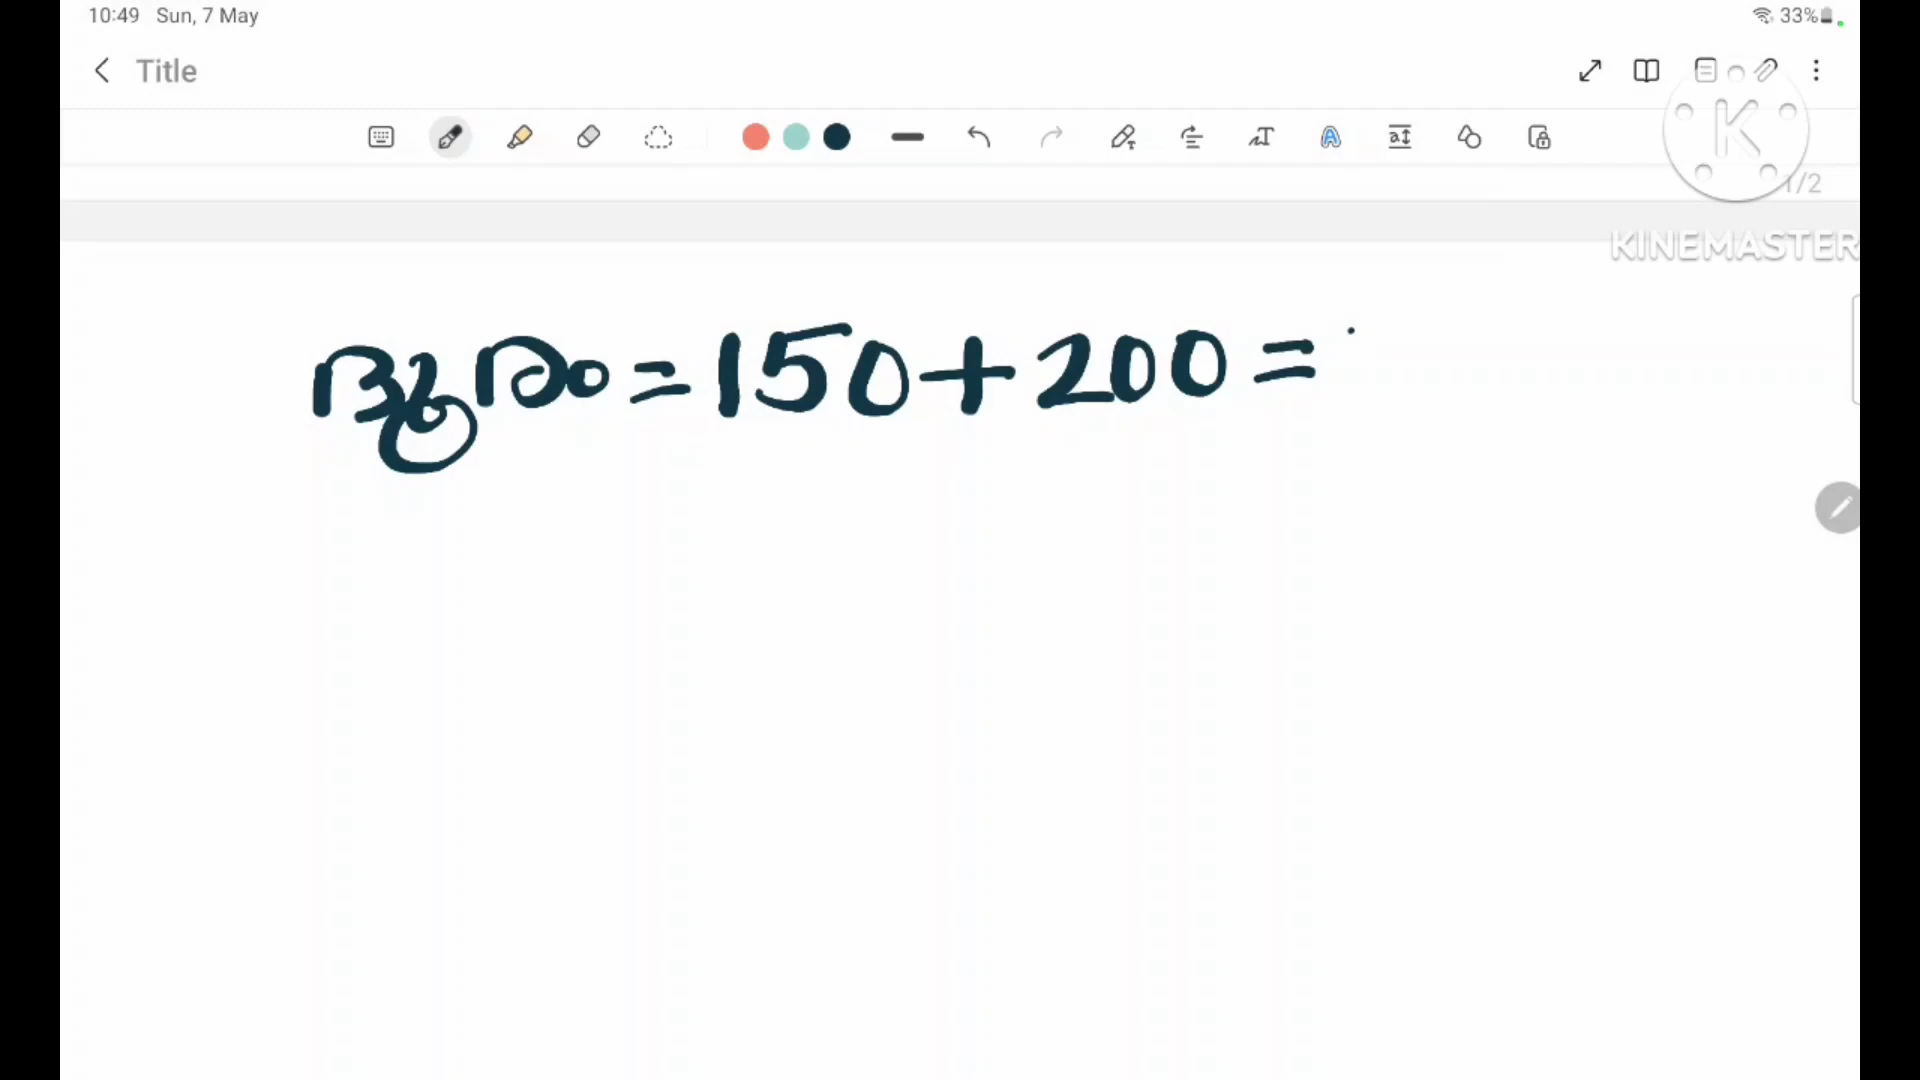 10:49 Sun, 7 May
33%
Title
K
1/2
KINEMASTER
= 150 + 200 =